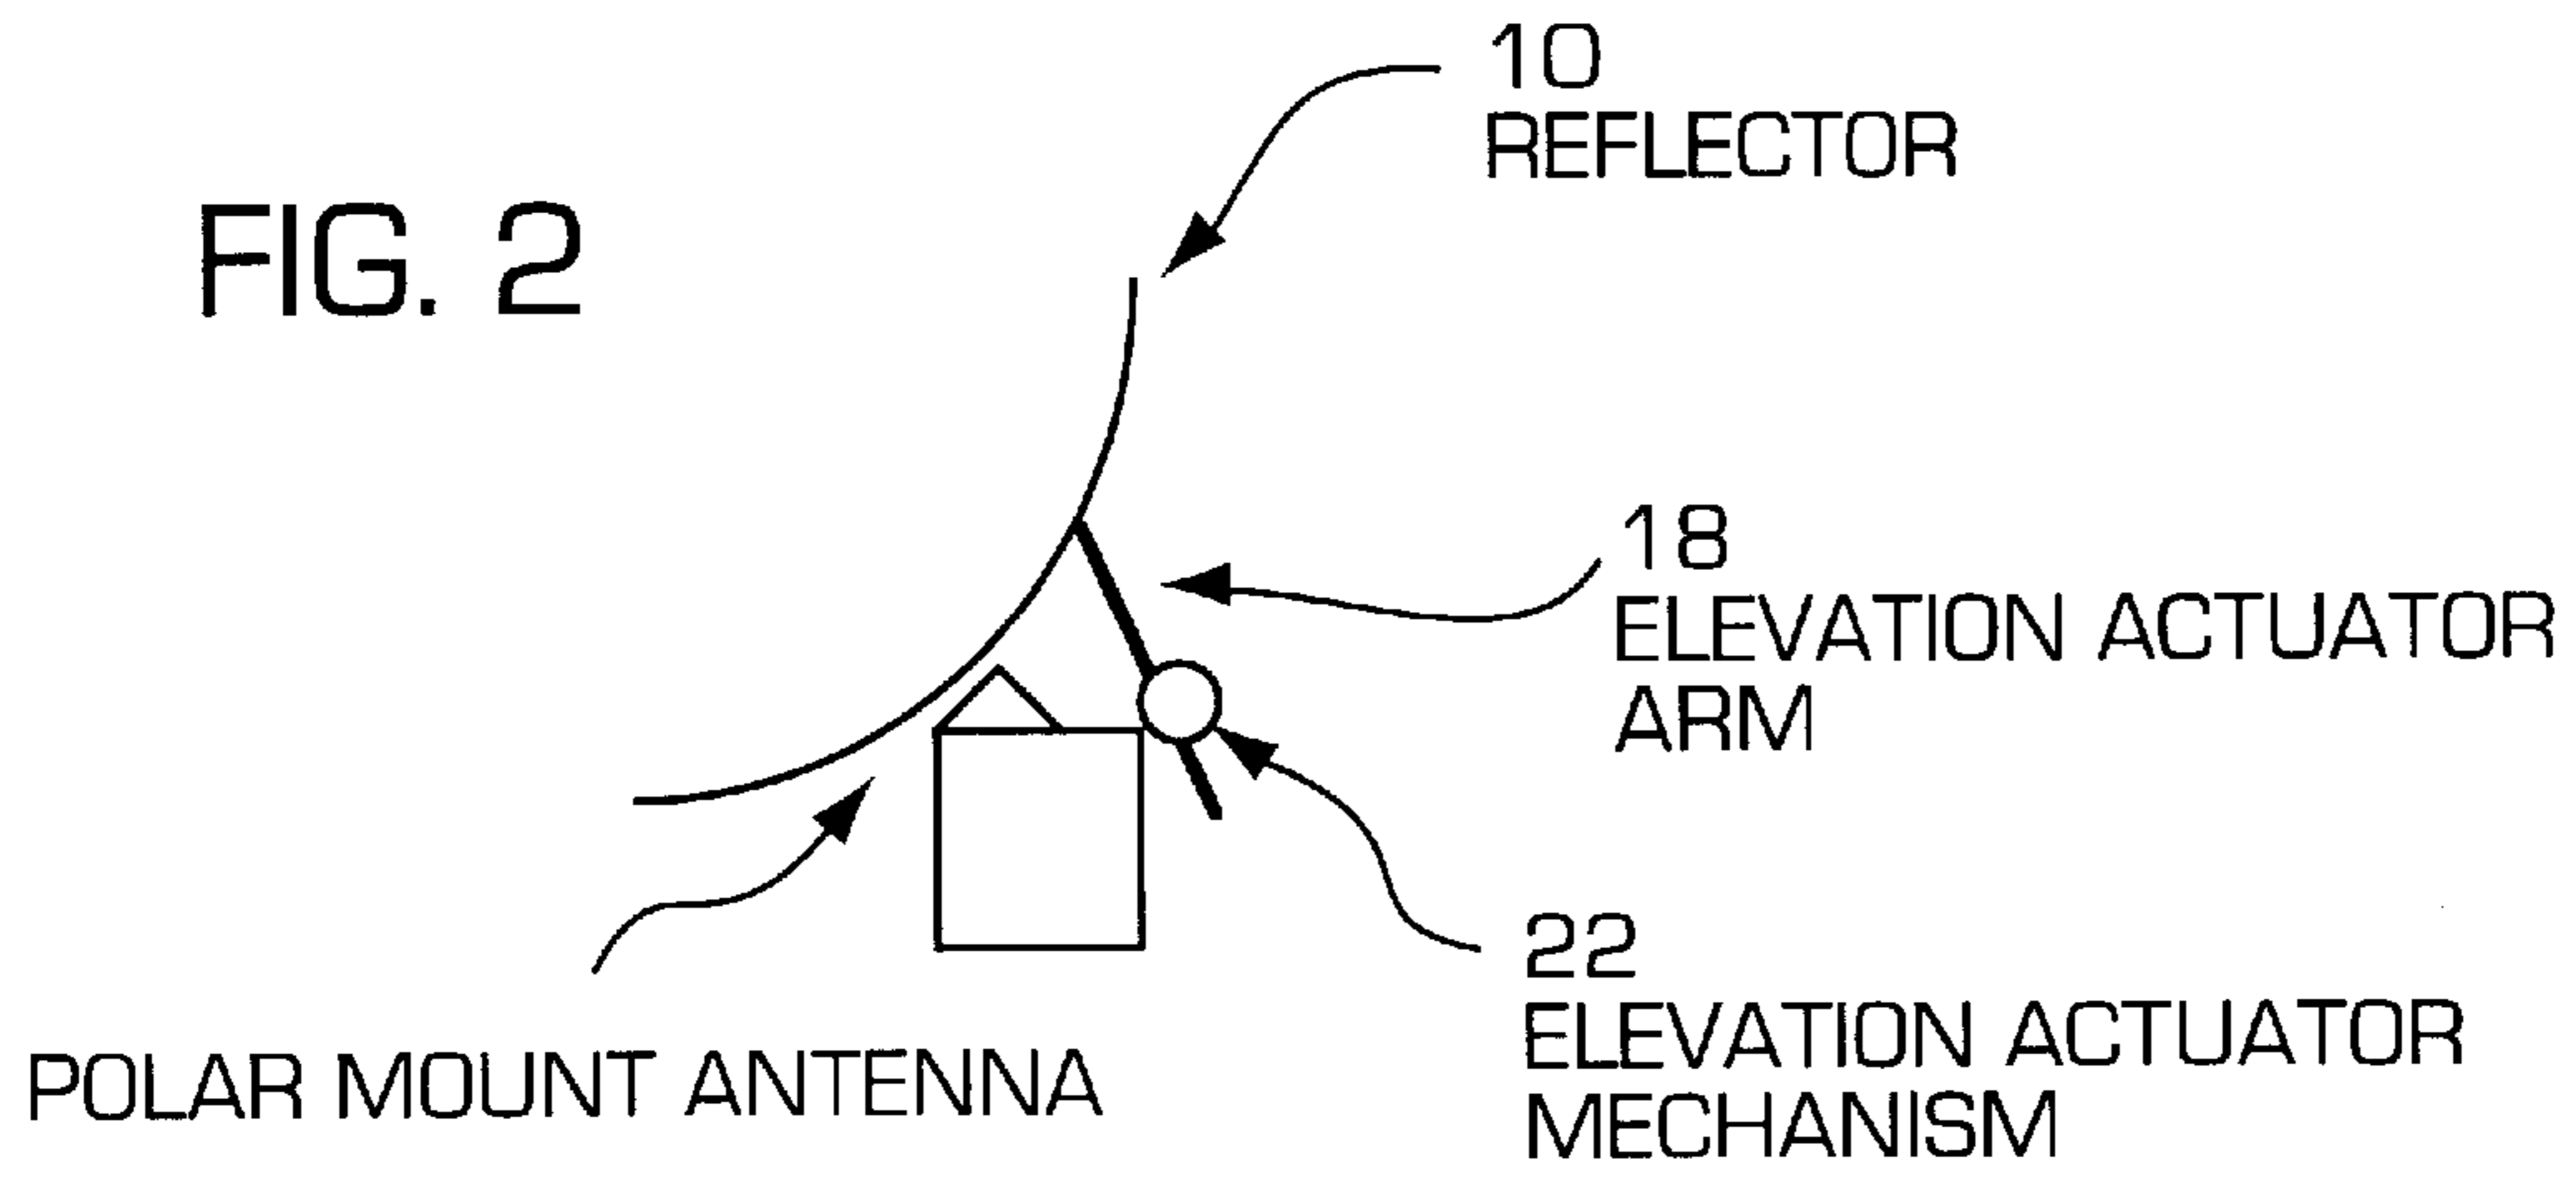 10
REFLECTOR
FIG. 2
18
ELEVATION ACTUATOR
ARM
22
ELEVATION ACTUATOR
MECHANISM
POLAR MOUNT ANTENNA